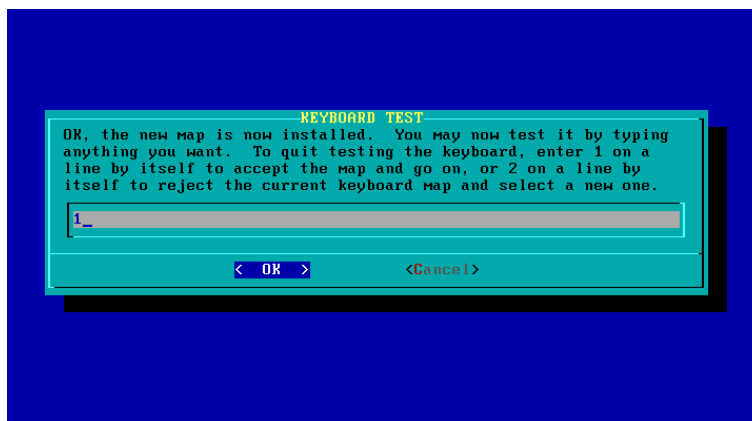 KEYBOARD TEST
OK, the new map is now installed.  You may now test it by typing
anything you want.  To quit testing the keyboard, enter 1 on a
line by itself to accept the map and go on, or 2 on a line by
itself to reject the current keyboard map and select a new one.
1_
< OK > <Cancel>